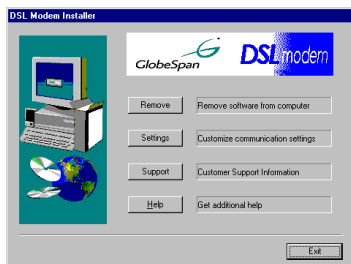 DSL Modem Installer
GlobeSpan
DSL modem
Remove
Remove software from computer
Settings
Customize communication settings
Support
Customer Support Information
Help
Get additional help
Exit